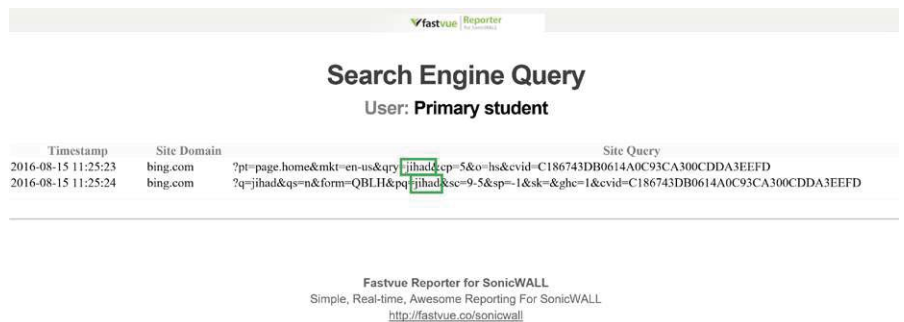 fastvue Reporter
for SonicWALL
Search Engine Query
User: Primary student
Timestamp Site Domain Site Query
2016-08-15 11:25:23 bing.com ?pt=page.home&mkt=en-us&qry=jihad&cp=5&o=hs&cvid=C186743DB0614A0C93CA300CDDA3EEFD
2016-08-15 11:25:24 bing.com ?q=jihad&qs=n&form=QBLH&pq=jihad&sc=9-5&sp=-1&sk=&ghc=1&cvid=C186743DB0614A0C93CA300CDDA3EEFD
Fastvue Reporter for SonicWALL
Simple, Real-time, Awesome Reporting For SonicWALL
http://fastvue.co/sonicwall